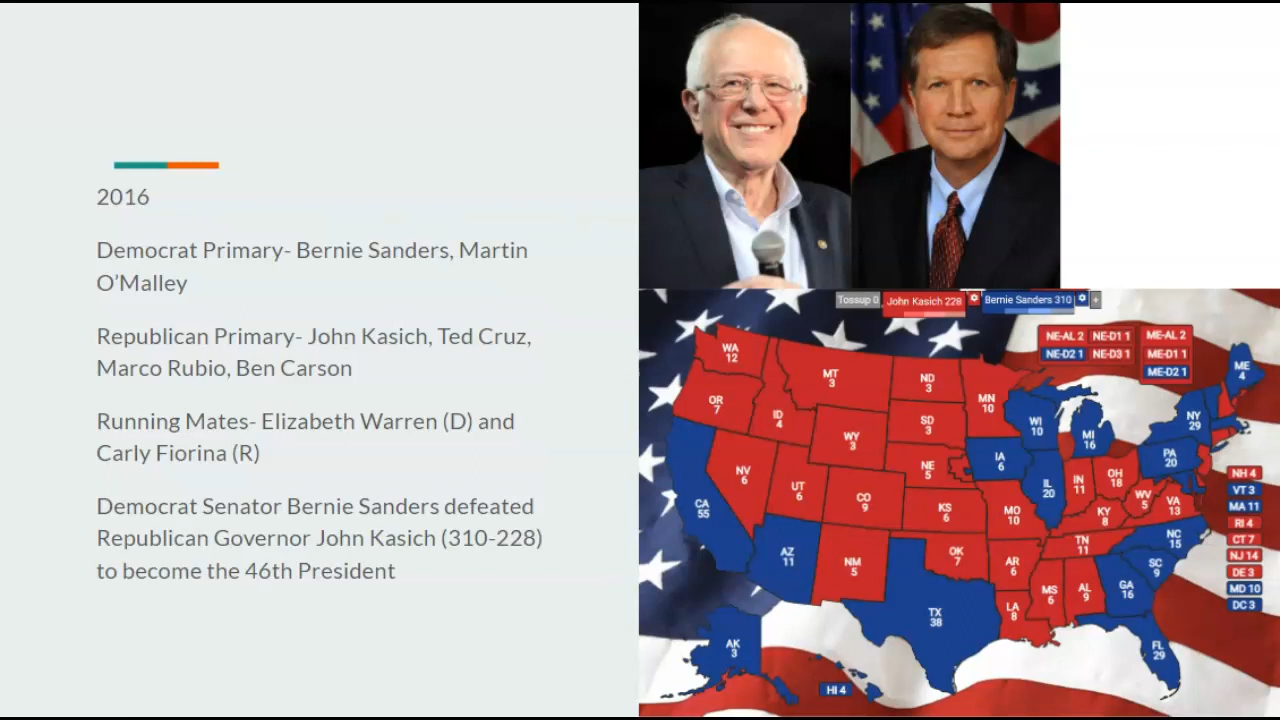 2016
Democrat Primary- Bernie Sanders, Martin
O’Malley
Republican Primary- John Kasich, Ted Cruz,
Marco Rubio, Ben Carson
Running Mates- Elizabeth Warren (D) and
Carly Fiorina (R)
Democrat Senator Bernie Sanders defeated
Republican Governor John Kasich (310-228)
to become the 46th President
Tossup 0 John Kasich 228 Bernie Sanders 310 +
NE-AL 2 NE-D1 1
NE-D2 1 NE-D3 1
ME-AL 2
ME-D1 1
ME-D2 1
WA
12
OR
7
ID
4
MT
3
ND
3
MN
10
SD
3
WY
3
WI
10
MI
16
NY
29
ME
4
NV
6
UT
6
CO
9
NE
5
IA
6
IL
20
IN
11
OH
18
PA
20
CA
55
KS
6
MO
10
KY
8
WV
5
VA
13
AZ
11
NM
5
OK
7
AR
6
TN
11
NC
15
SC
9
TX
38
LA
8
MS
6
AL
9
GA
16
FL
29
AK
3
HI 4
NH 4
VT 3
MA 11
RI 4
CT 7
NJ 14
DE 3
MD 10
DC 3